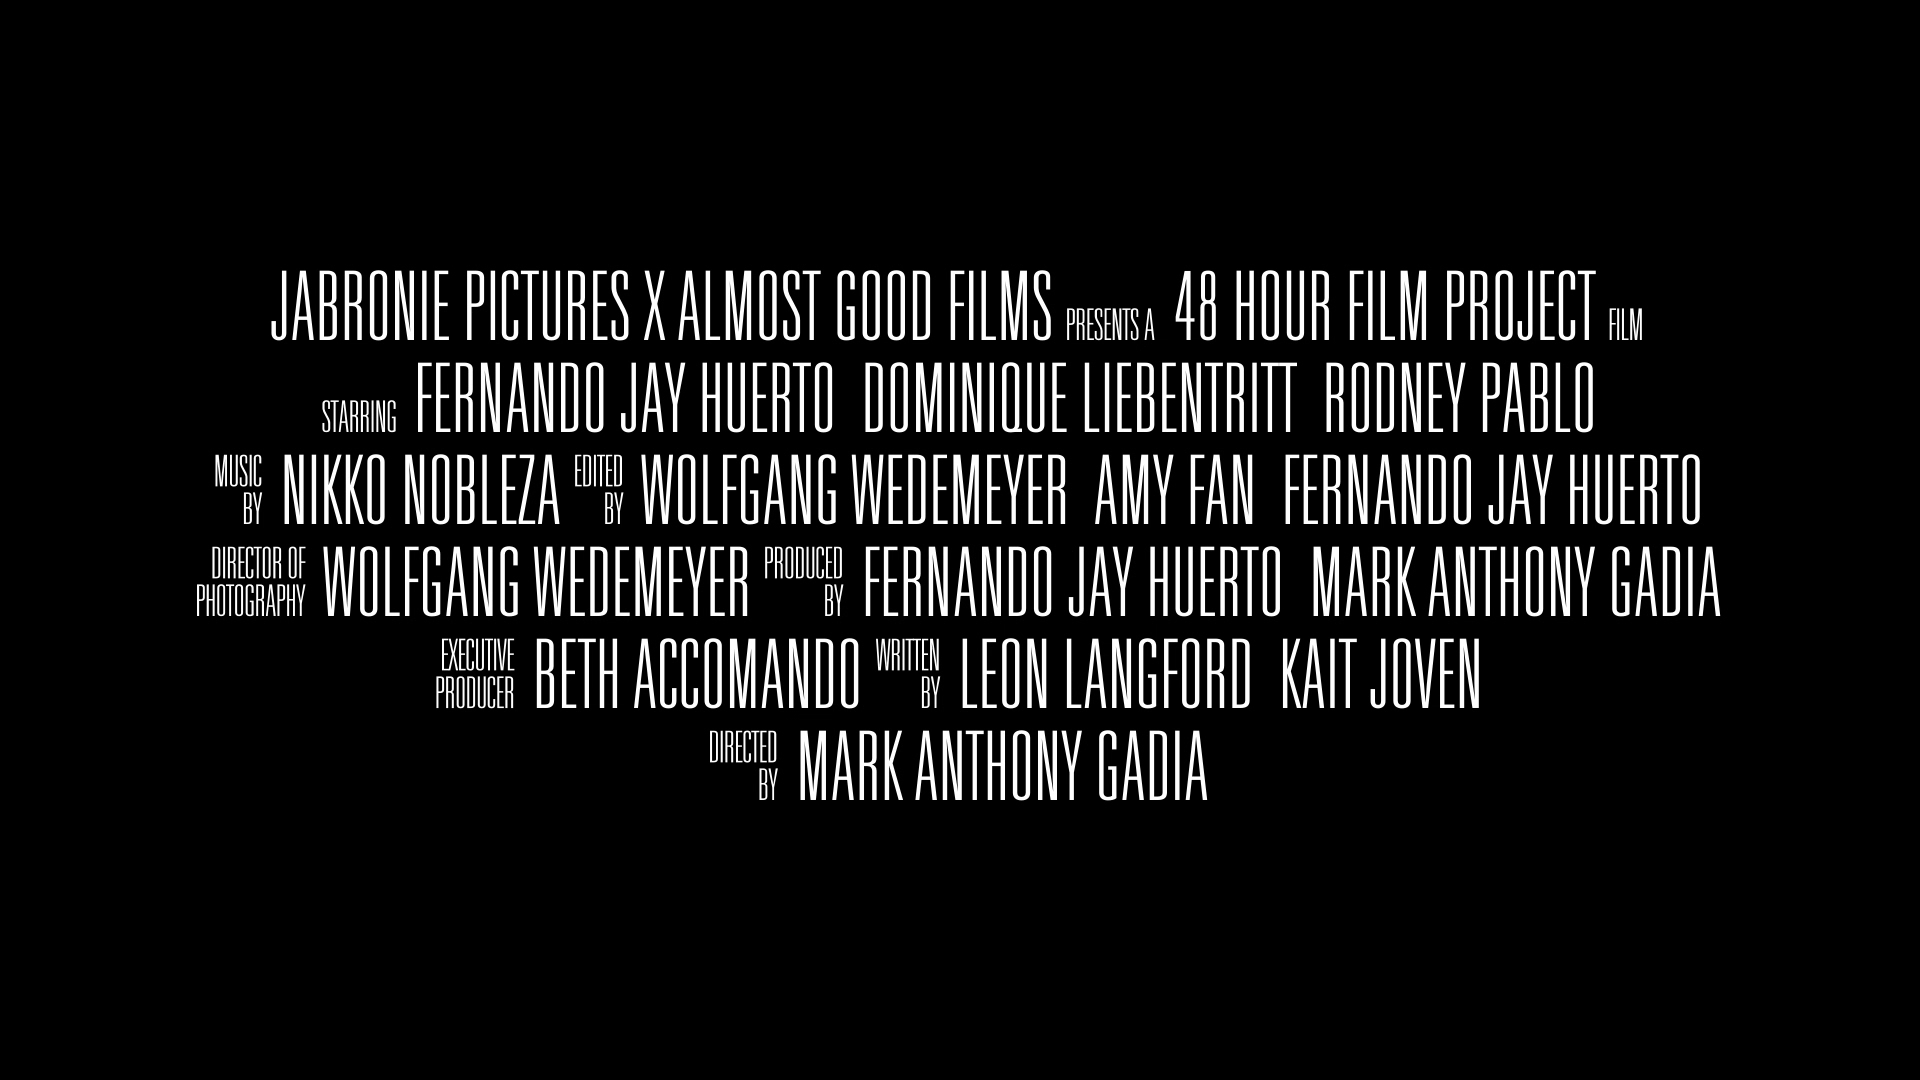 JABRONIE PICTURES X ALMOST GOOD FILMS PRESENTS A 48 HOUR FILM PROJECT FILM
STARRING FERNANDO JAY HUERTO DOMINIQUE LIEBENTRITT RODNEY PABLO
MUSIC BY NIKKO NOBLEZA EDITED BY WOLFGANG WEDEMEYER AMY FAN FERNANDO JAY HUERTO
DIRECTOR OF PHOTOGRAPHY WOLFGANG WEDEMEYER PRODUCED BY FERNANDO JAY HUERTO MARK ANTHONY GADIA
EXECUTIVE PRODUCER BETH ACCOMANDO WRITTEN BY LEON LANGFORD KAIT JOVEN
DIRECTED BY MARK ANTHONY GADIA